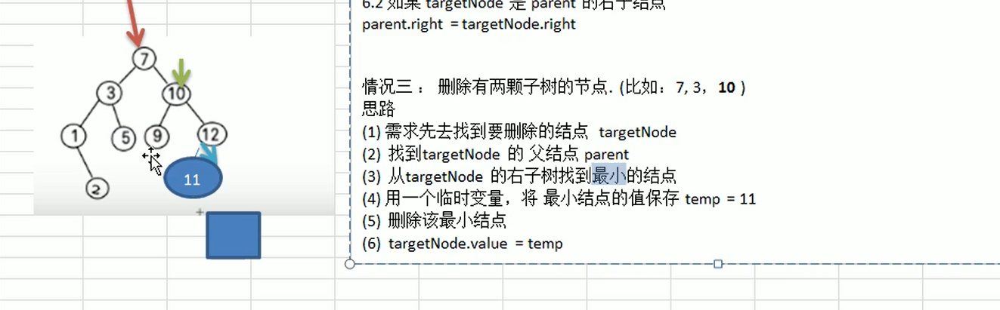 6.2 如果 targetNode 是 parent 的右子结点
parent.right = targetNode.right
情况三： 删除有两颗子树的节点. (比如：7, 3，10 )
思路
(1) 需求先去找到要删除的结点 targetNode
(2) 找到targetNode 的 父结点 parent
(3) 从targetNode 的右子树找到最小的结点
(4) 用一个临时变量，将 最小结点的值保存 temp = 11
(5) 删除该最小结点
(6) targetNode.value = temp
7
3
10
1
5
9
12
2
11